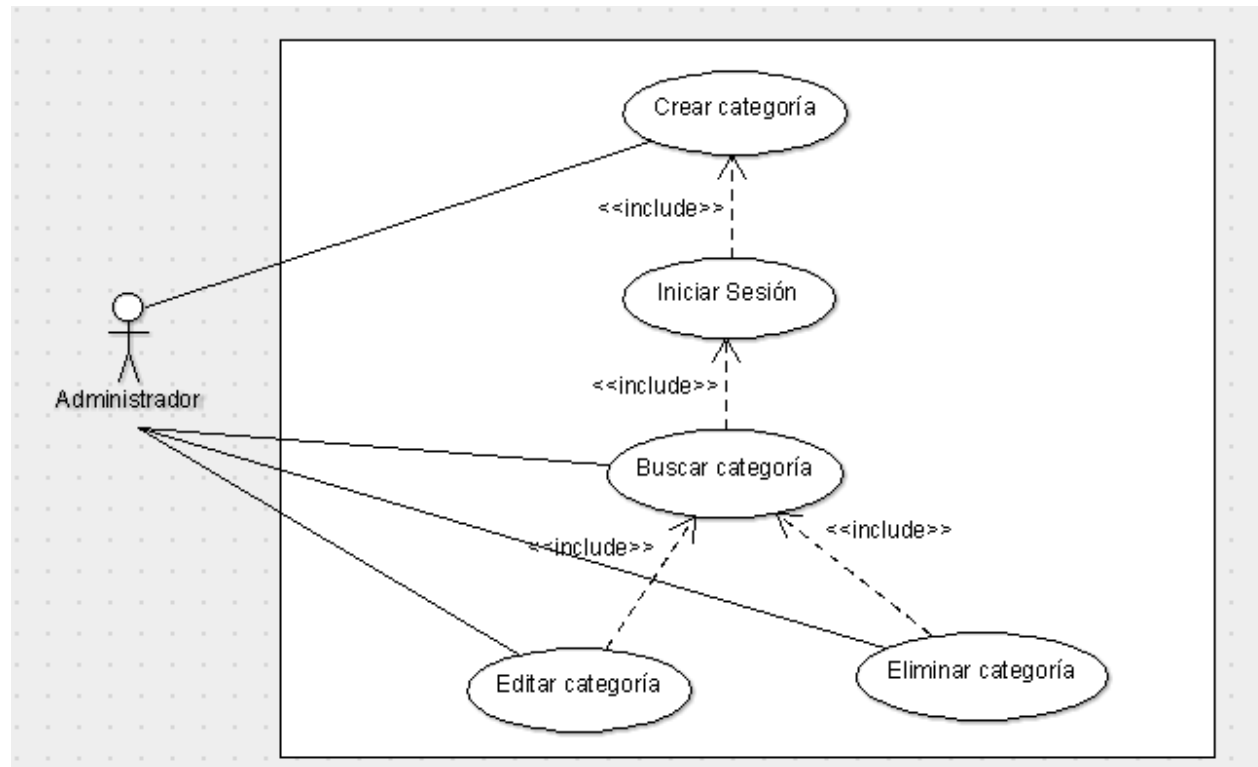 Crear categoría
<<include>>
Iniciar Sesión
<<include>>
Administrador
Buscar categoría
<<include>>
<<include>>
Editar categoría
Eliminar categoría